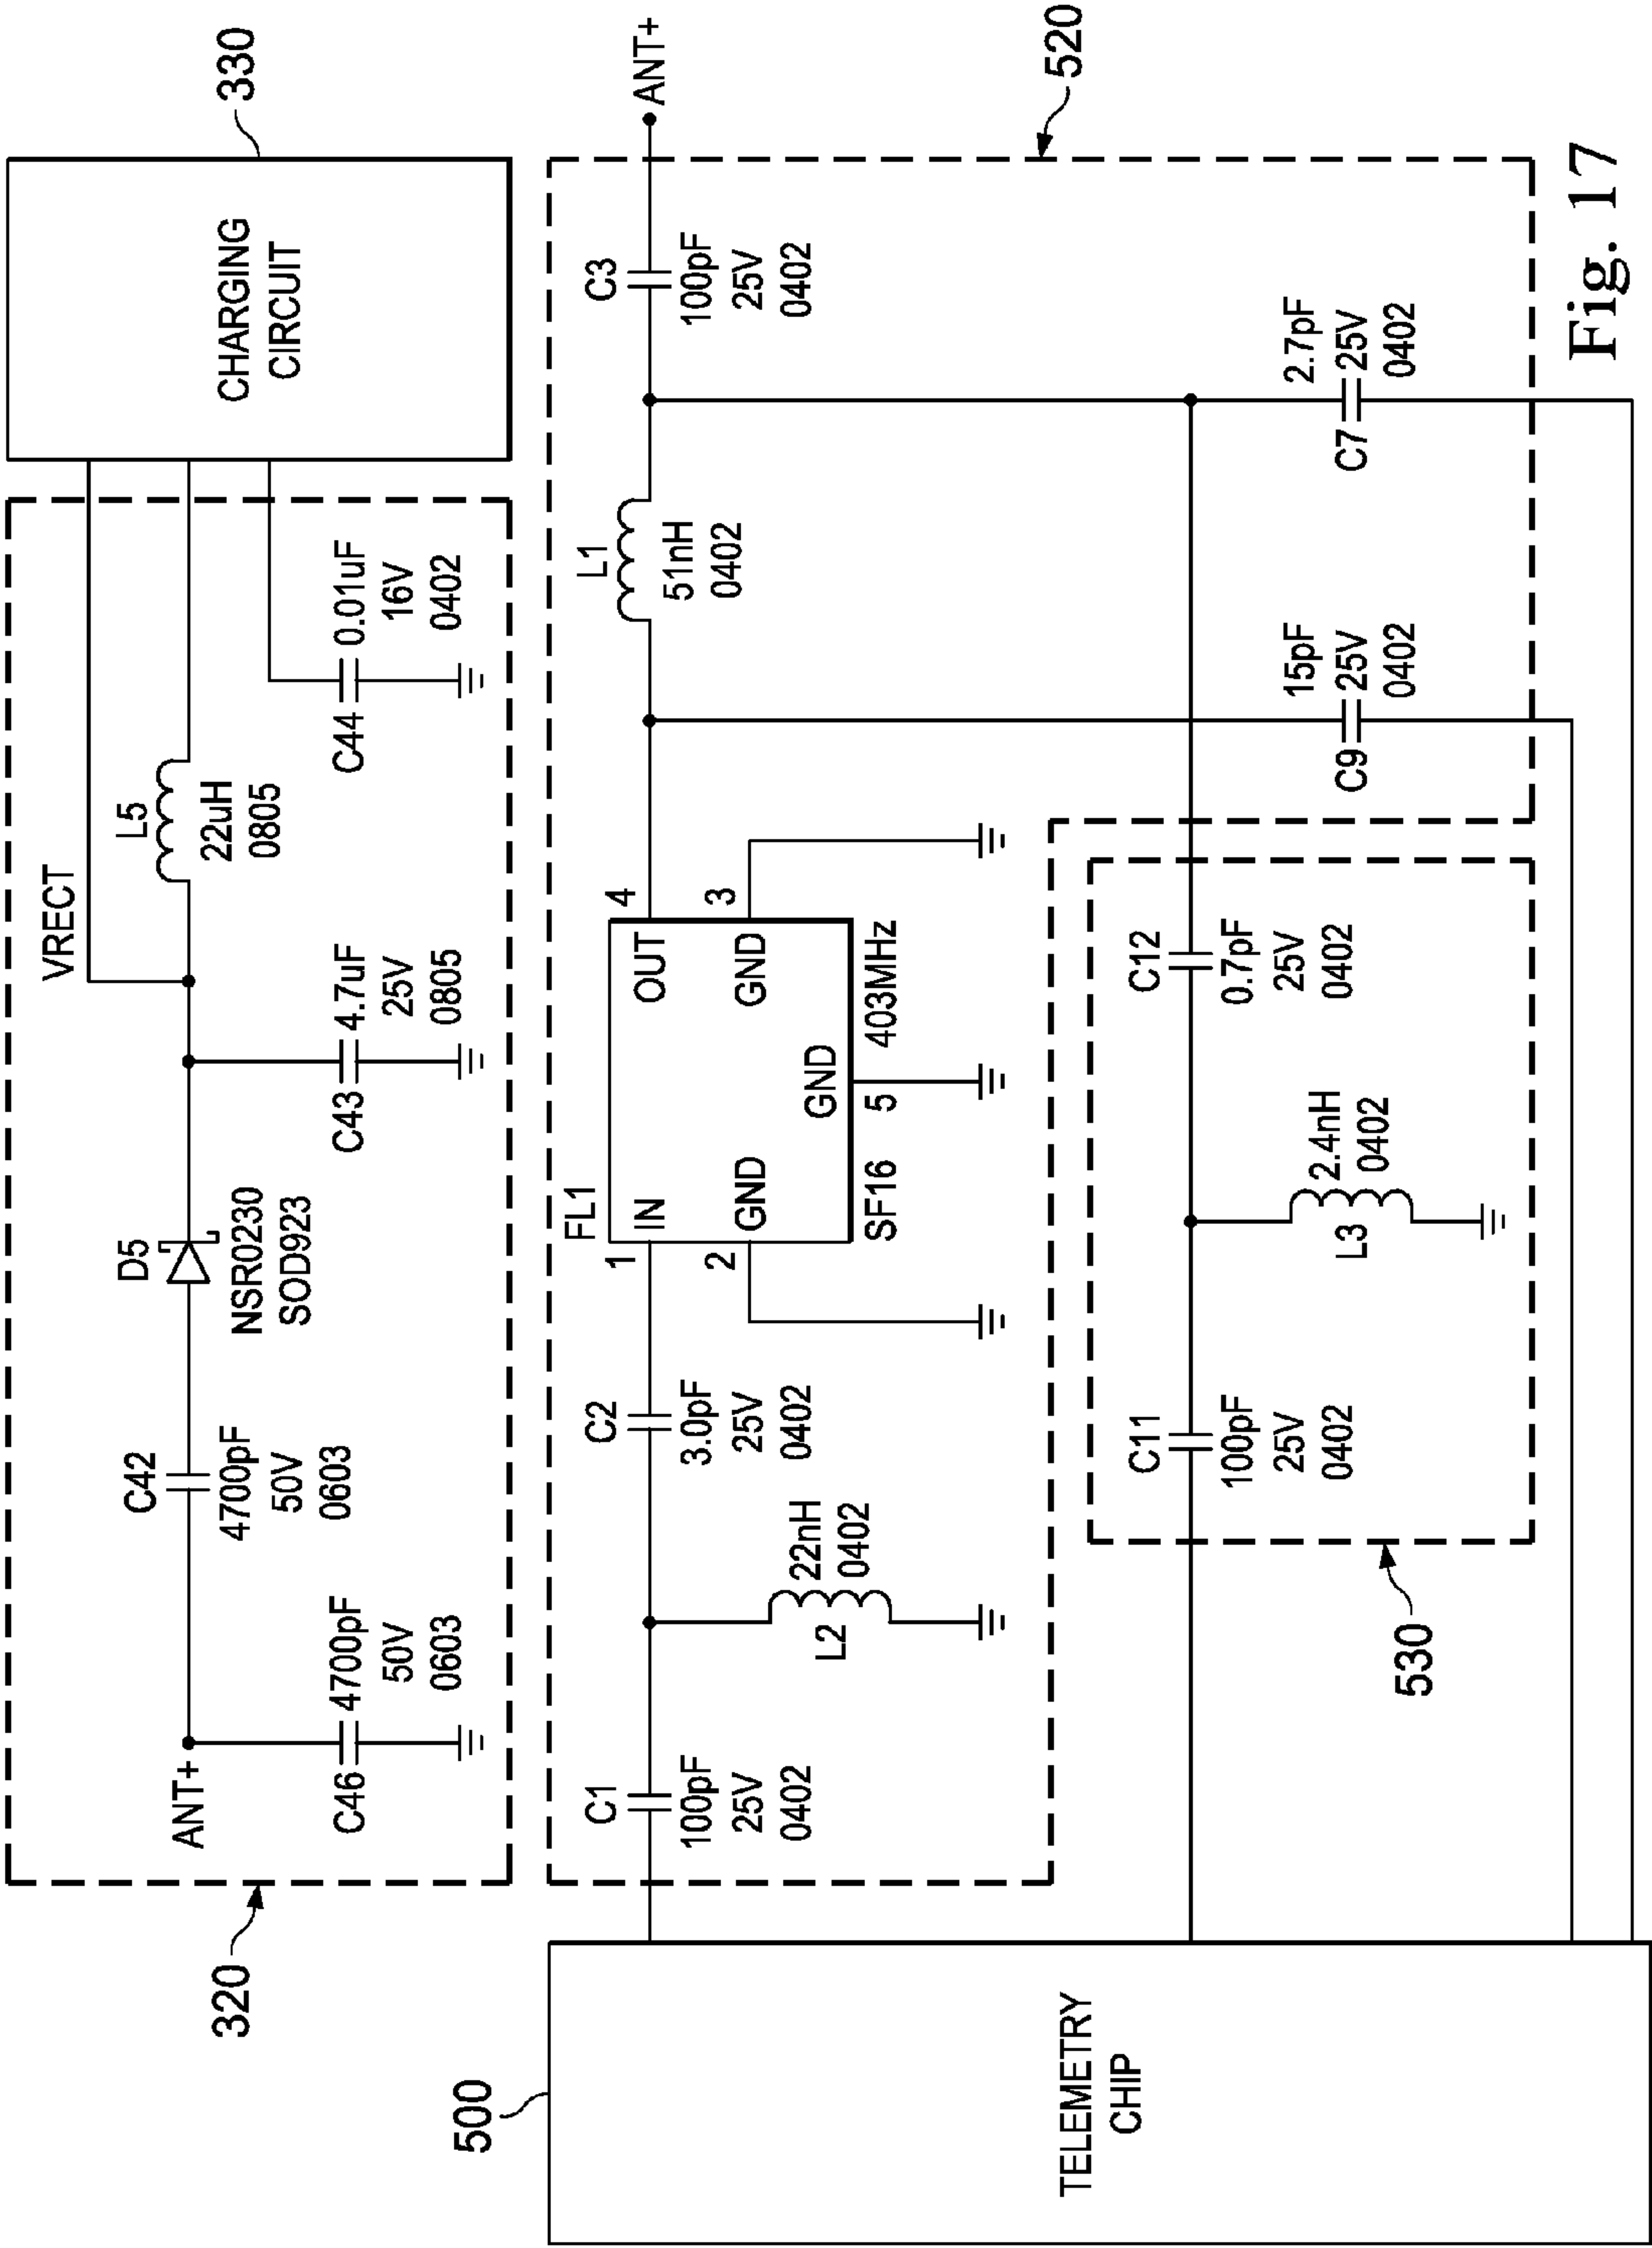 320
ANT+
C46
4700pF
50V
0603
C42
4700pF
50V
0603
D5
NSR0230
SOD923
C43
4.7uF
25V
0805
VRECT
L5
22uH
0805
C44
0.01uF
16V
0402
CHARGING
CIRCUIT
330
500
TELEMETRY
CHIP
C1
100pF
25V
0402
L2
22nH
0402
C2
3.0pF
25V
0402
FL1
1
IN
2
GND
GND
5
OUT
4
GND
3
SF16
403MHz
L1
51nH
0402
C3
100pF
25V
0402
ANT+
520
C11
100pF
25V
0402
L3
2.4nH
0402
C12
0.7pF
25V
0402
530
C9
15pF
25V
0402
C7
2.7pF
25V
0402
Fig. 17